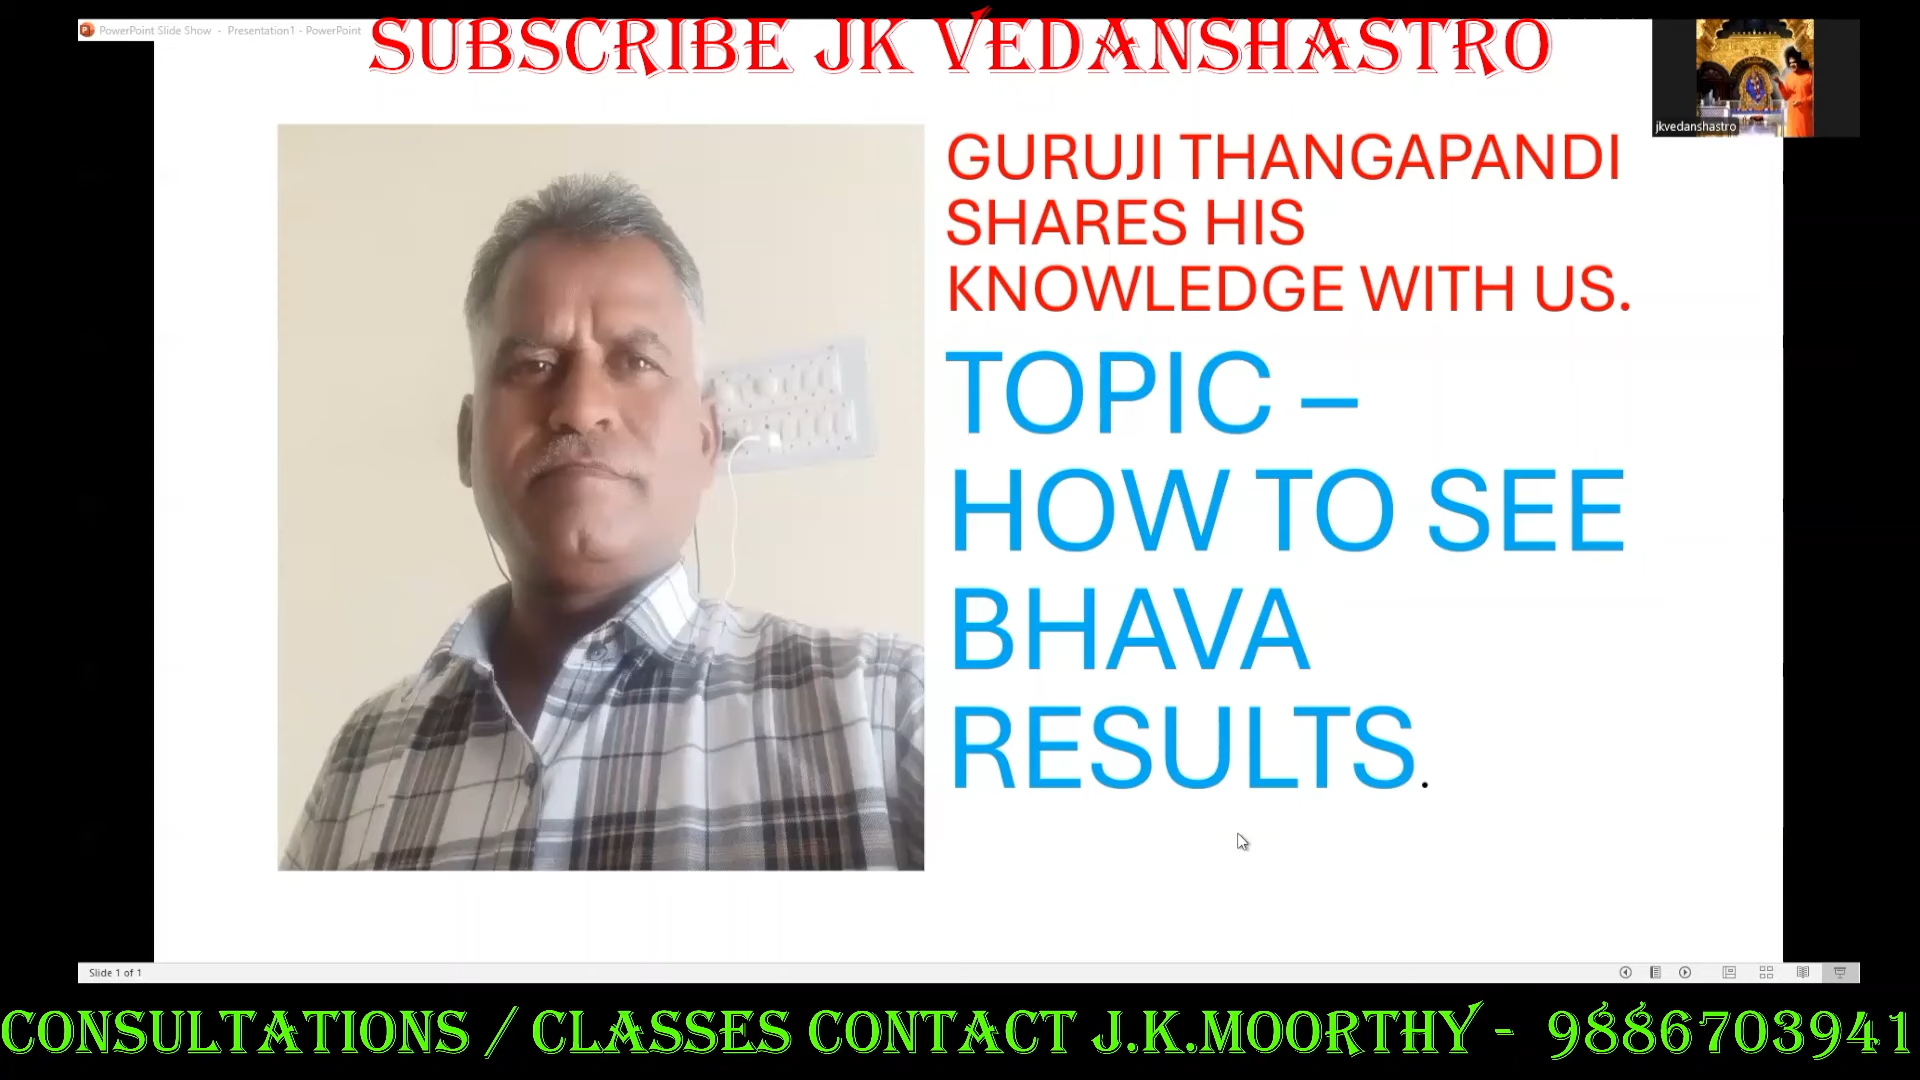 SUBSCRIBE JK VEDANSHASTRO
PowerPoint Slide Show - Presentation1 - PowerPoint
jkvedanshastro
GURUJI THANGAPANDI
SHARES HIS
KNOWLEDGE WITH US.
TOPIC –
HOW TO SEE
BHAVA
RESULTS.
Slide 1 of 1
CONSULTATIONS / CLASSES CONTACT J.K.MOORTHY - 9886703941